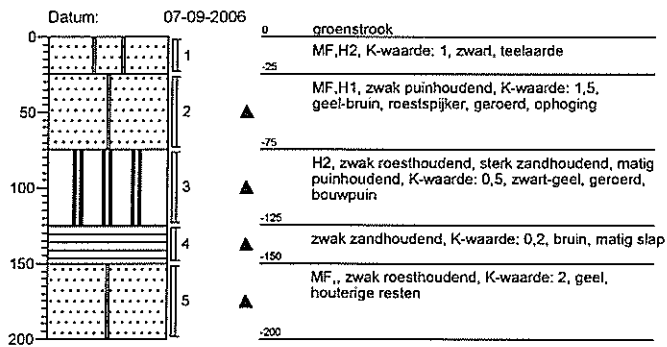 Datum: 07-09-2006
0 groenstrook
0 1 MF,H2, K-waarde: 1, zwart, teelaarde
-25
50 2 MF,H1, zwak puinhoudend, K-waarde: 1,5,
geel-bruin, roestspijker, geroerd, ophoging
-75
100 3 H2, zwak roesthoudend, sterk zandhoudend, matig
puinhoudend, K-waarde: 0,5, zwart-geel, geroerd,
bouwpuin
-125
4 zwak zandhoudend, K-waarde: 0,2, bruin, matig slap
150 -150
5 MF,, zwak roesthoudend, K-waarde: 2, geel,
houterige resten
200 -200